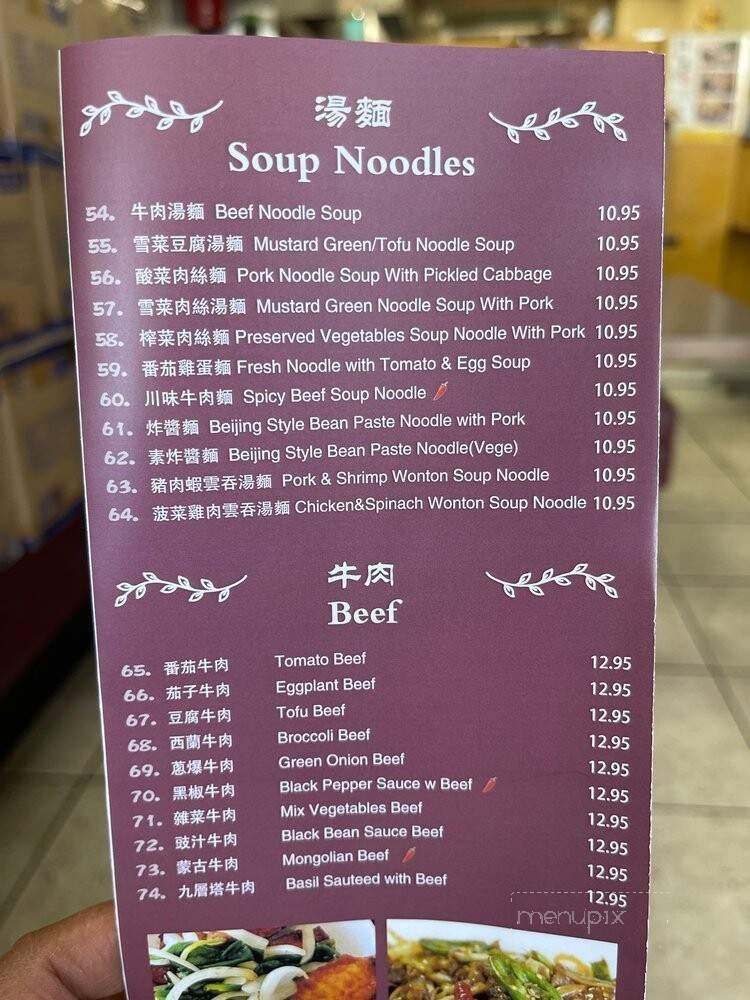 湯麵
Soup Noodles
54. 牛肉湯麵 Beef Noodle Soup 10.95
55. 雪菜豆腐湯麵 Mustard Green/Tofu Noodle Soup 10.95
56. 酸菜肉絲麵 Pork Noodle Soup With Pickled Cabbage 10.95
57. 雪菜肉絲湯麵 Mustard Green Noodle Soup With Pork 10.95
58. 榨菜肉絲麵 Preserved Vegetables Soup Noodle With Pork 10.95
59. 番茄雞蛋麵 Fresh Noodle with Tomato & Egg Soup 10.95
60. 川味牛肉麵 Spicy Beef Soup Noodle 10.95
61. 炸醬麵 Beijing Style Bean Paste Noodle with Pork 10.95
62. 素炸醬麵 Beijing Style Bean Paste Noodle(Vege) 10.95
63. 豬肉蝦雲吞湯麵 Pork & Shrimp Wonton Soup Noodle 10.95
64. 菠菜雞肉雲吞湯麵 Chicken&Spinach Wonton Soup Noodle 10.95
牛肉
Beef
65. 番茄牛肉 Tomato Beef 12.95
66. 茄子牛肉 Eggplant Beef 12.95
67. 豆腐牛肉 Tofu Beef 12.95
68. 西蘭牛肉 Broccoli Beef 12.95
69. 蔥爆牛肉 Green Onion Beef 12.95
70. 黑椒牛肉 Black Pepper Sauce w Beef 12.95
71. 雜菜牛肉 Mix Vegetables Beef 12.95
72. 豉汁牛肉 Black Bean Sauce Beef 12.95
73. 蒙古牛肉 Mongolian Beef 12.95
74. 九層塔牛肉 Basil Sauteed with Beef 12.95
menupix